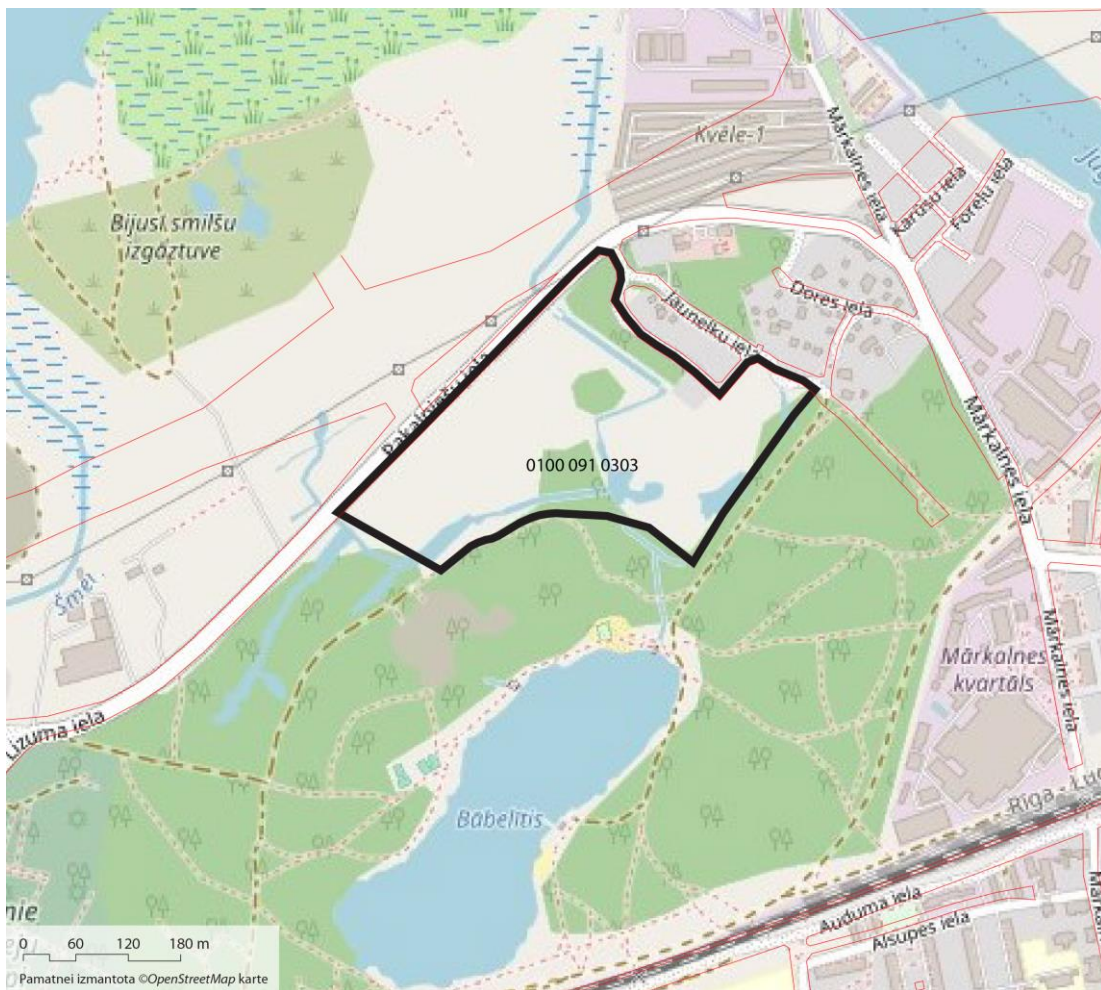 Kvēle-1
Mārkalnes iela
Karūsu iela
Foreļu iela
Bijusī smilšu
izgāztuve
Jaunelku iela
Dores iela
Mārkalnes iela
0100 091 0303
Mārkalnes
kvartāls
Mārkalnes iela
Lizuma iela
Bābelītis
Rīga - Lug
Auduma iela
Alsupes iela
nie
0 60 120 180 m
Pamatnei izmantota ©OpenStreetMap karte